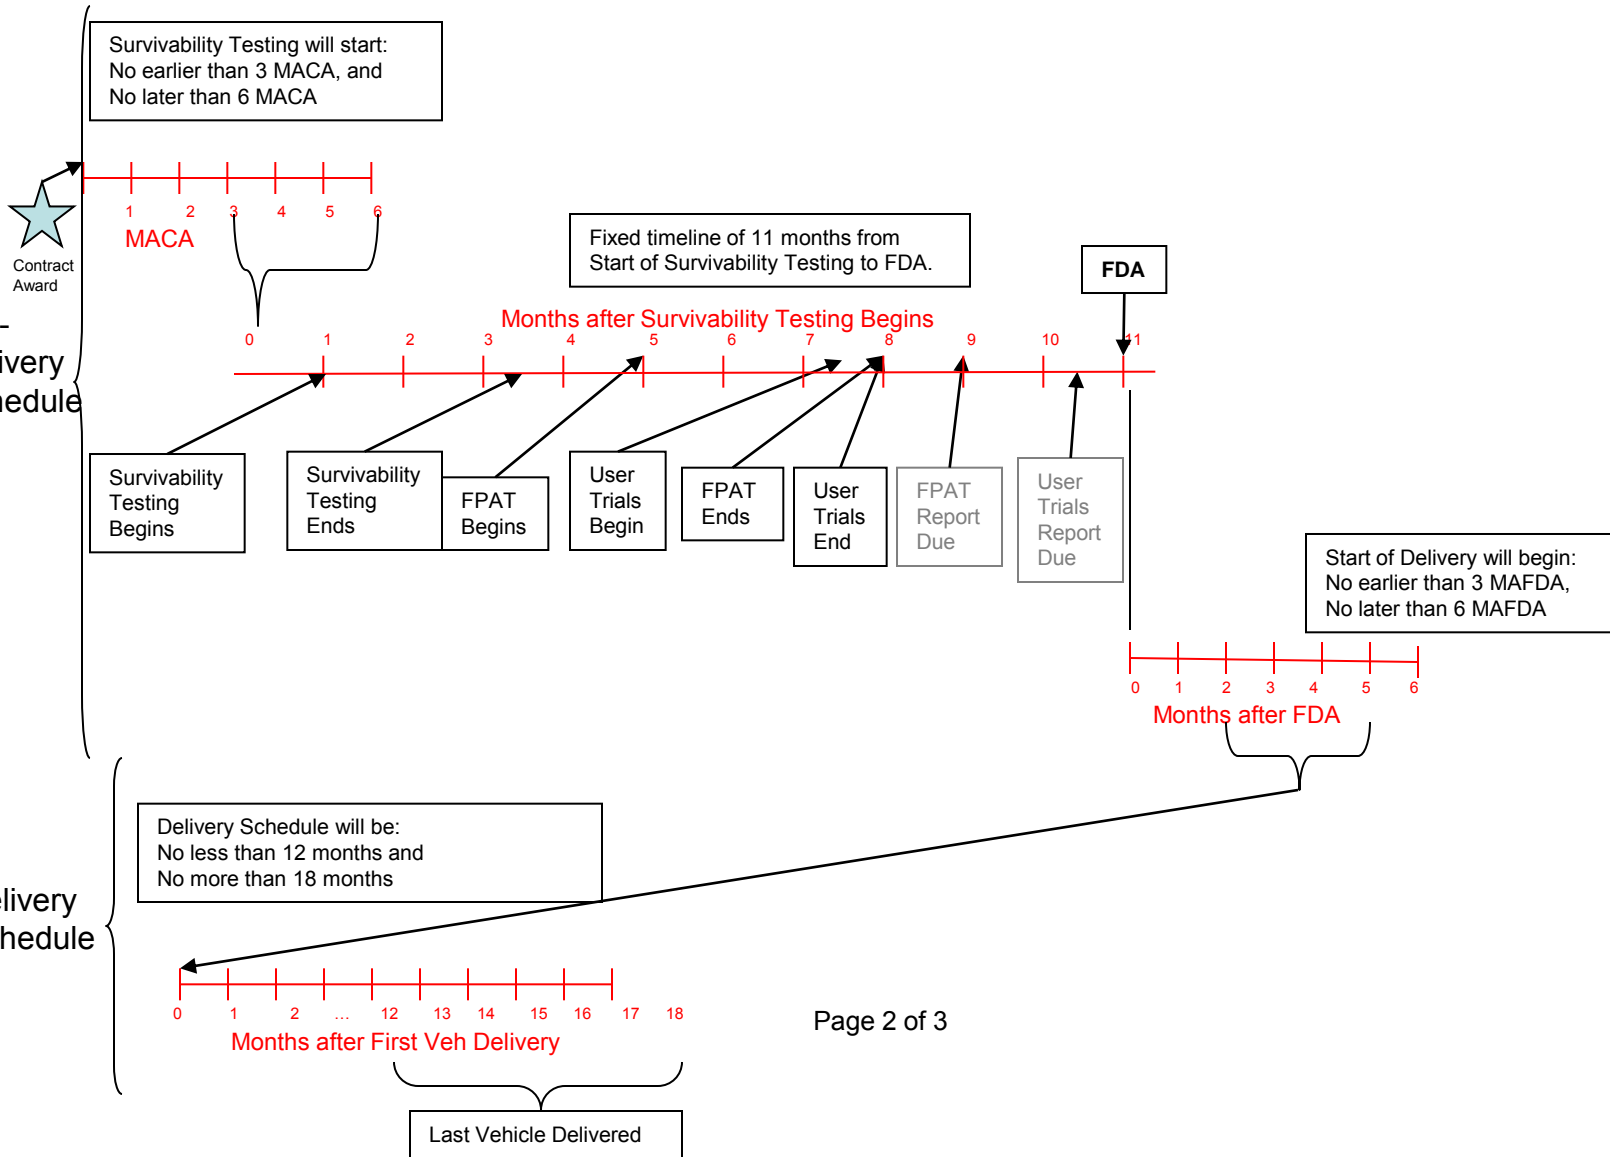 Survivability Testing will start:
No earlier than 3 MACA, and
No later than 6 MACA
1 2 3 4 5 6
MACA
Contract
Award
Fixed timeline of 11 months from
Start of Survivability Testing to FDA.
FDA
Months after Survivability Testing Begins
0 1 2 3 4 5 6 7 8 9 10 11
-
ivery
hedule
Survivability
Testing
Begins
Survivability
Testing
Ends
FPAT
Begins
User
Trials
Begin
FPAT
Ends
User
Trials
End
FPAT
Report
Due
User
Trials
Report
Due
Start of Delivery will begin:
No earlier than 3 MAFDA,
No later than 6 MAFDA
0 1 2 3 4 5 6
Months after FDA
Delivery Schedule will be:
No less than 12 months and
No more than 18 months
elivery
chedule
0 1 2 ... 12 13 14 15 16 17 18
Months after First Veh Delivery
Page 2 of 3
Last Vehicle Delivered